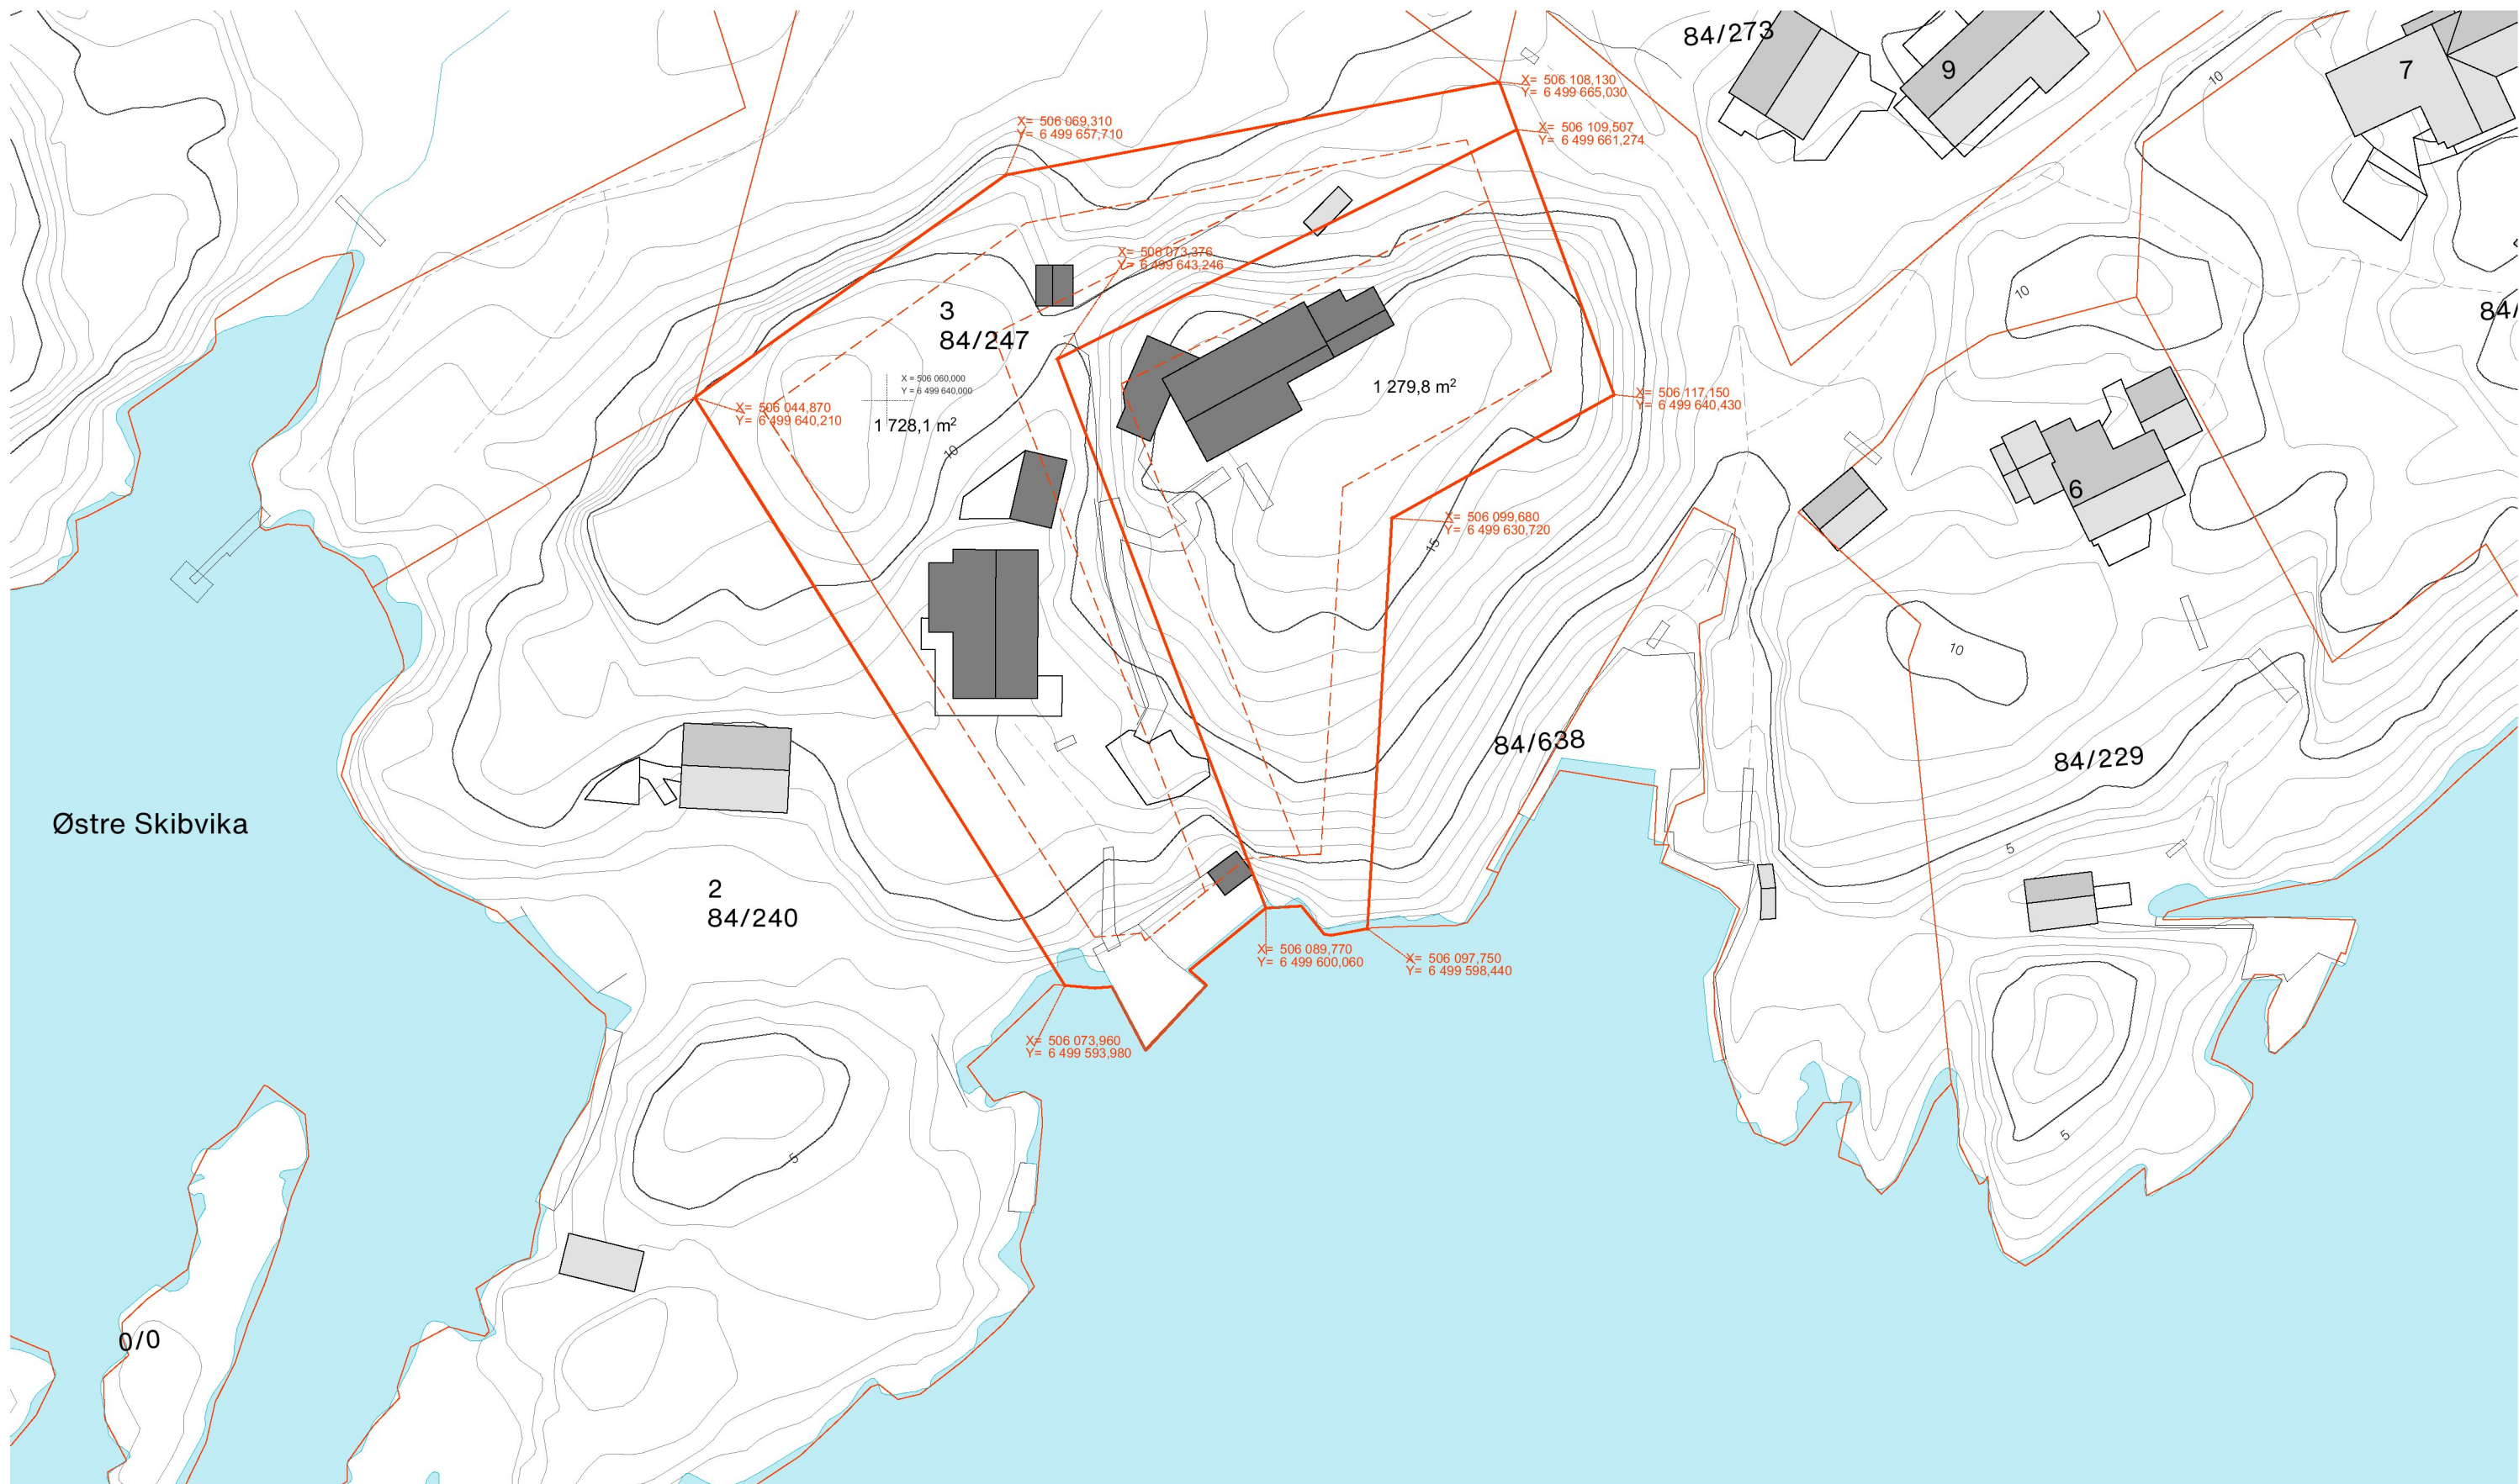 84/273
9
7
10
X= 506 108,130
Y= 6 499 665,030
X= 506 069,310
Y= 6 499 657,710
X= 506 109,507
Y= 6 499 661,274
X= 506 073,376
Y= 6 499 643,246
10
84/
3
84/247
X = 506 060,000
Y = 6 499 640,000
1 279,8 m²
X= 506 117,150
Y= 6 499 640,430
X= 506 044,870
Y= 6 499 640,210
1 728,1 m²
10
6
X= 506 099,680
Y= 6 499 630,720
15
10
84/638
84/229
Østre Skibvika
5
2
84/240
X= 506 089,770
Y= 6 499 600,060
X= 506 097,750
Y= 6 499 598,440
X= 506 073,960
Y= 6 499 593,980
5
5
0/0